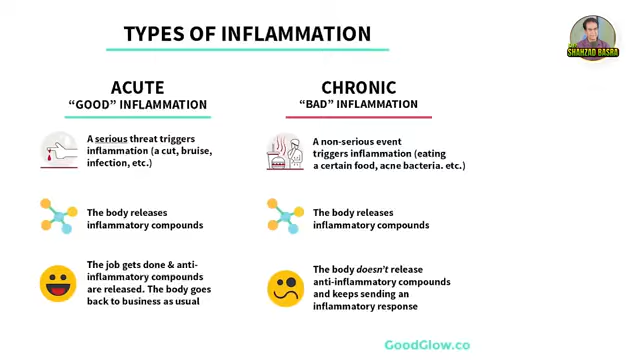 TYPES OF INFLAMMATION
SHAHZAD BASRA
ACUTE
“GOOD” INFLAMMATION
A serious threat triggers
inflammation (a cut, bruise,
infection, etc.)
The body releases
inflammatory compounds
The job gets done & anti-
inflammatory compounds
are released. The body goes
back to business as usual
CHRONIC
“BAD” INFLAMMATION
A non-serious event
triggers inflammation (eating
a certain food, acne bacteria. etc.)
The body releases
inflammatory compounds
The body doesn’t release
anti-inflammatory compounds
and keeps sending an
inflammatory response
GoodGlow.co